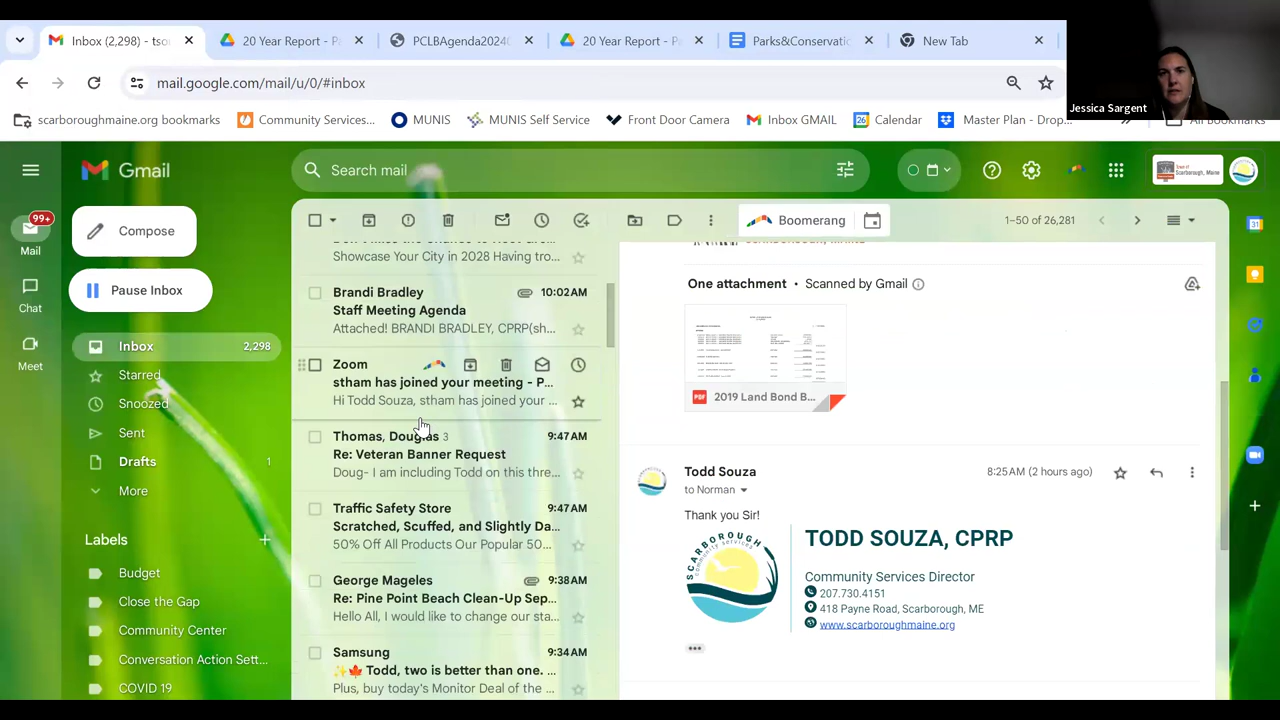 Inbox (2,298) - tso
20 Year Report - P
PCLBAgenda2024
20 Year Report - P
Parks&Conservati
New Tab
mail.google.com/mail/u/0/#inbox
Jessica Sargent
scarboroughmaine.org bookmarks
Community Services...
MUNIS
MUNIS Self Service
Front Door Camera
Inbox GMAIL
Calendar
Master Plan - Drop...
All Bookmarks
Gmail
Search mail
Town of
Scarborough, Maine
99+
Mail
Chat
Meet
Compose
Pause Inbox
Inbox 2,298
Starred
Snoozed
Sent
Drafts 1
More
Labels
Budget
Close the Gap
Community Center
Conversation Action Sett...
COVID 19
Boomerang
1–50 of 26,281
Showcase Your City in 2028 Having tro...
Brandi Bradley 10:02 AM
Staff Meeting Agenda
Attached! BRANDI BRADLEY, CPRP(sh...
Zoom
stham has joined your meeting - P...
Hi Todd Souza, stham has joined your ...
Thomas, Douglas 3 9:47 AM
Re: Veteran Banner Request
Doug- I am including Todd on this thre...
Traffic Safety Store 9:47 AM
Scratched, Scuffed, and Slightly Da...
50% Off All Products Our Popular 50...
George Mageles 9:38 AM
Re: Pine Point Beach Clean-Up Sep...
Hello All, I would like to change our sta...
Samsung 9:34 AM
✨🍁 Todd, two is better than one. ...
Plus, buy today's Monitor Deal of the ...
One attachment • Scanned by Gmail
PDF 2019 Land Bond B...
Todd Souza 8:25 AM (2 hours ago)
to Norman
Thank you Sir!
SCARBOROUGH
community services
TODD SOUZA, CPRP
Community Services Director
207.730.4151
418 Payne Road, Scarborough, ME
www.scarboroughmaine.org
31